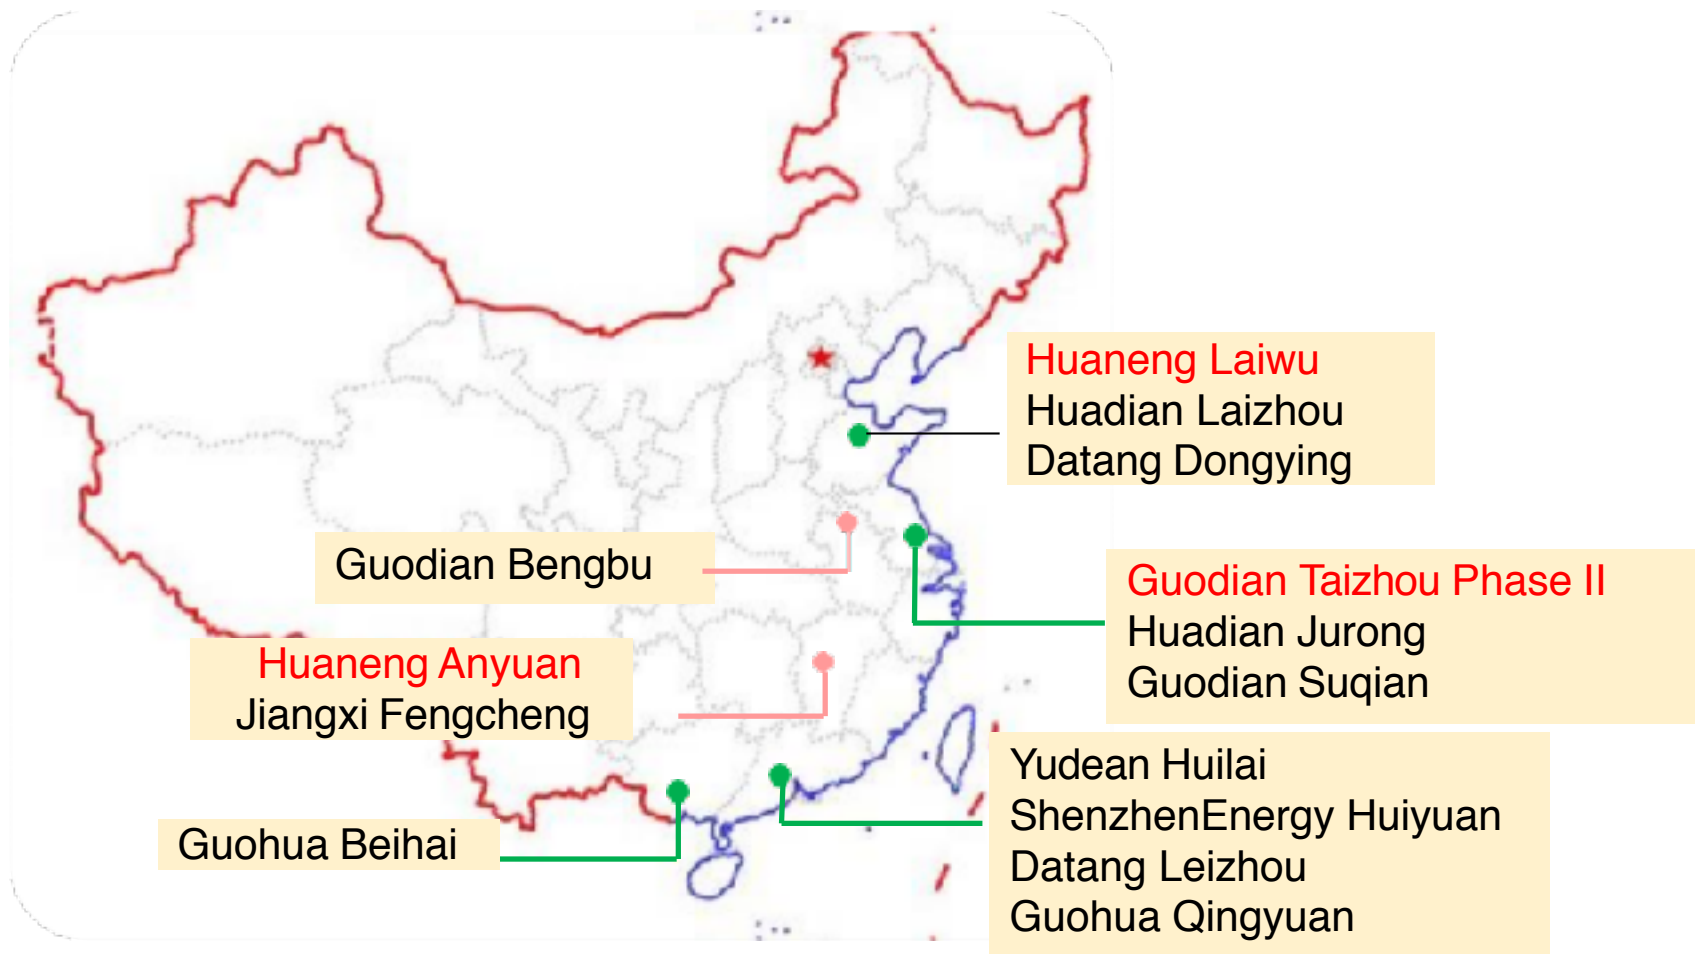 Huaneng Laiwu
Huadian Laizhou
Datang Dongying
Guodian Bengbu
Guodian Taizhou Phase II
Huadian Jurong
Guodian Suqian
Huaneng Anyuan
Jiangxi Fengcheng
Yudean Huilai
ShenzhenEnergy Huiyuan
Datang Leizhou
Guohua Qingyuan
Guohua Beihai